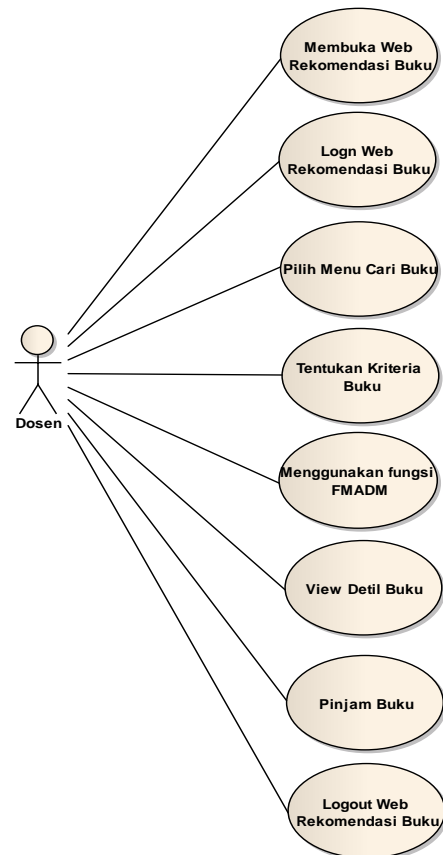 Membuka Web
Rekomendasi Buku
Logn Web
Rekomendasi Buku
Pilih Menu Cari Buku
Tentukan Kriteria
Buku
Dosen
Menggunakan fungsi
FMADM
View Detil Buku
Pinjam Buku
Logout Web
Rekomendasi Buku